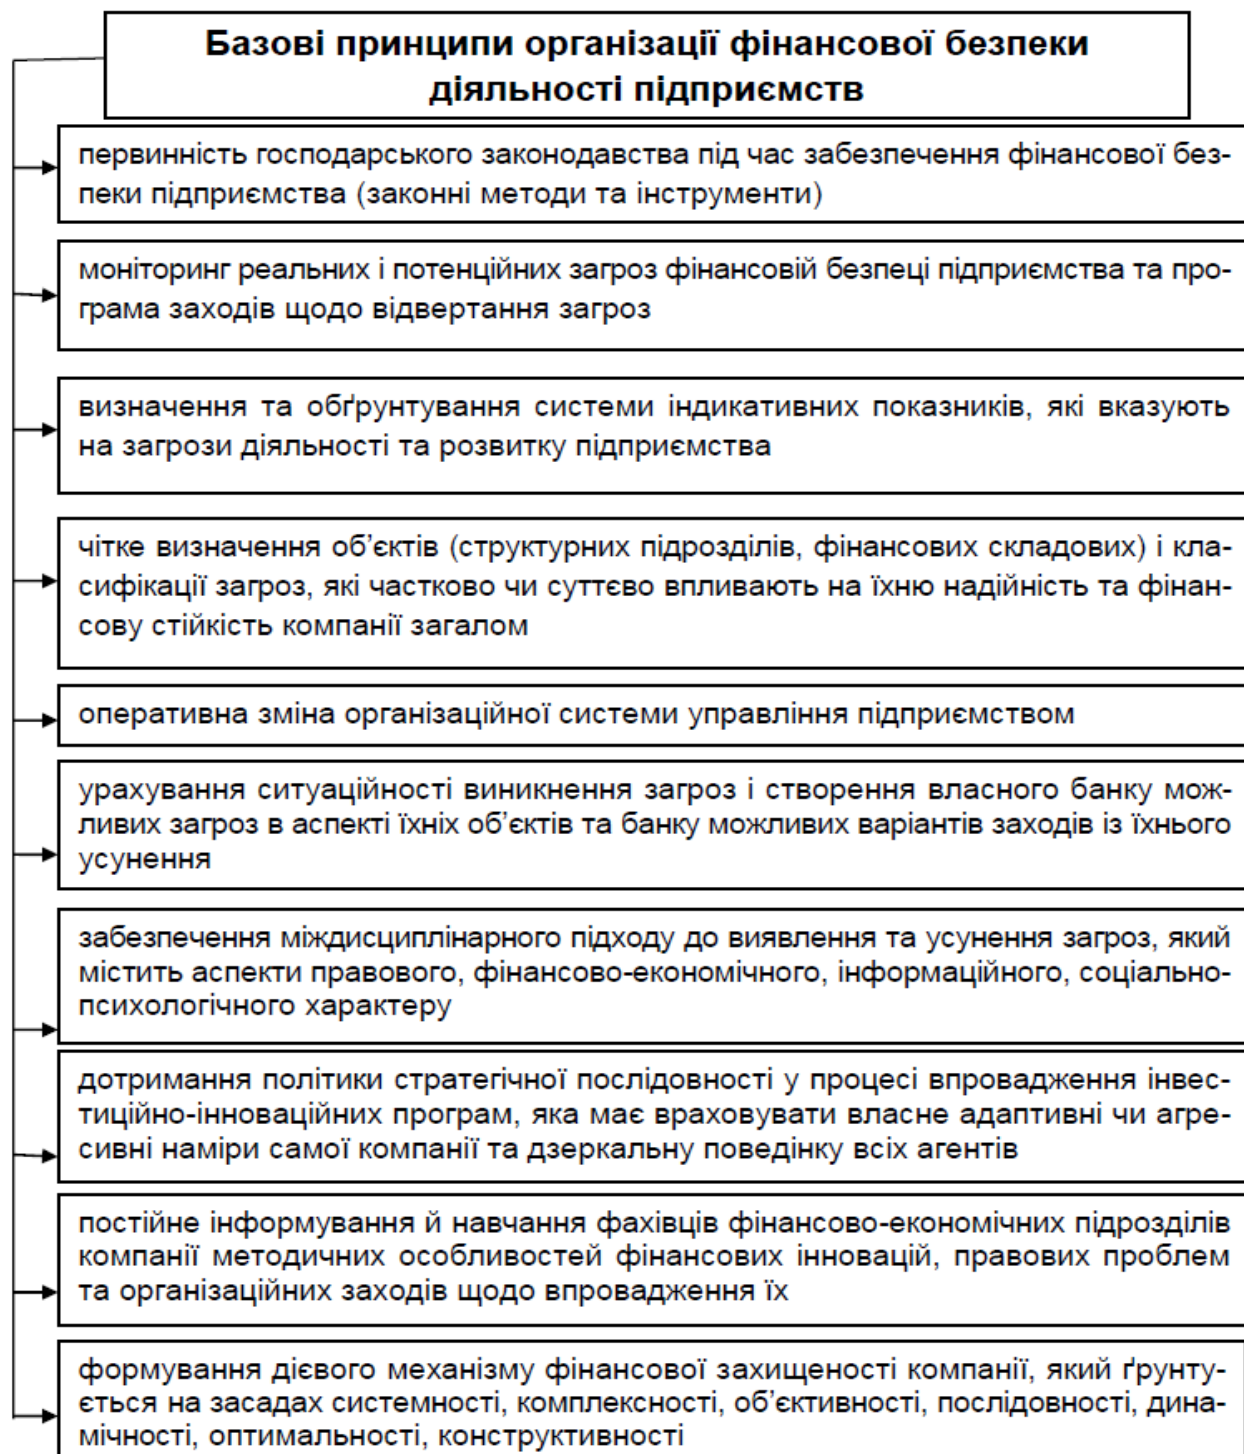 Базові принципи організації фінансової безпеки
діяльності підприємств
первинність господарського законодавства під час забезпечення фінансової без-
пеки підприємства (законні методи та інструменти)
моніторинг реальних і потенційних загроз фінансовій безпеці підприємства та про-
грама заходів щодо відвертання загроз
визначення та обґрунтування системи індикативних показників, які вказують
на загрози діяльності та розвитку підприємства
чітке визначення об’єктів (структурних підрозділів, фінансових складових) і кла-
сифікації загроз, які частково чи суттєво впливають на їхню надійність та фінан-
сову стійкість компанії загалом
оперативна зміна організаційної системи управління підприємством
урахування ситуаційності виникнення загроз і створення власного банку мож-
ливих загроз в аспекті їхніх об’єктів та банку можливих варіантів заходів із їхнього
усунення
забезпечення міждисциплінарного підходу до виявлення та усунення загроз, який
містить аспекти правового, фінансово-економічного, інформаційного, соціально-
психологічного характеру
дотримання політики стратегічної послідовності у процесі впровадження інвес-
тиційно-інноваційних програм, яка має враховувати власне адаптивні чи агре-
сивні наміри самої компанії та дзеркальну поведінку всіх агентів
постійне інформування й навчання фахівців фінансово-економічних підрозділів
компанії методичних особливостей фінансових інновацій, правових проблем
та організаційних заходів щодо впровадження їх
формування дієвого механізму фінансової захищеності компанії, який ґрунту-
ється на засадах системності, комплексності, об’єктивності, послідовності, дина-
мічності, оптимальності, конструктивності